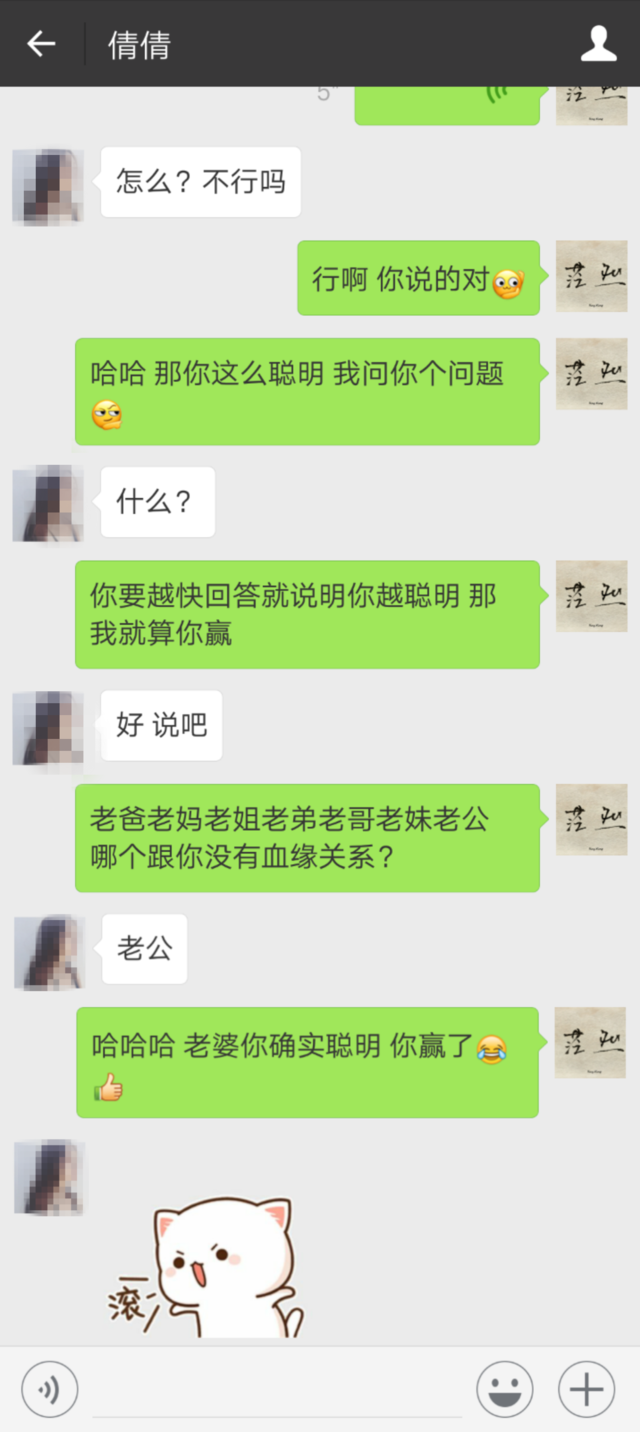 倩倩
5"
怎么？不行吗
行啊 你说的对
哈哈 那你这么聪明 我问你个问题
什么？
你要越快回答就说明你越聪明 那
我就算你赢
好 说吧
老爸老妈老姐老弟老哥老妹老公
哪个跟你没有血缘关系？
老公
哈哈哈 老婆你确实聪明 你赢了
滚